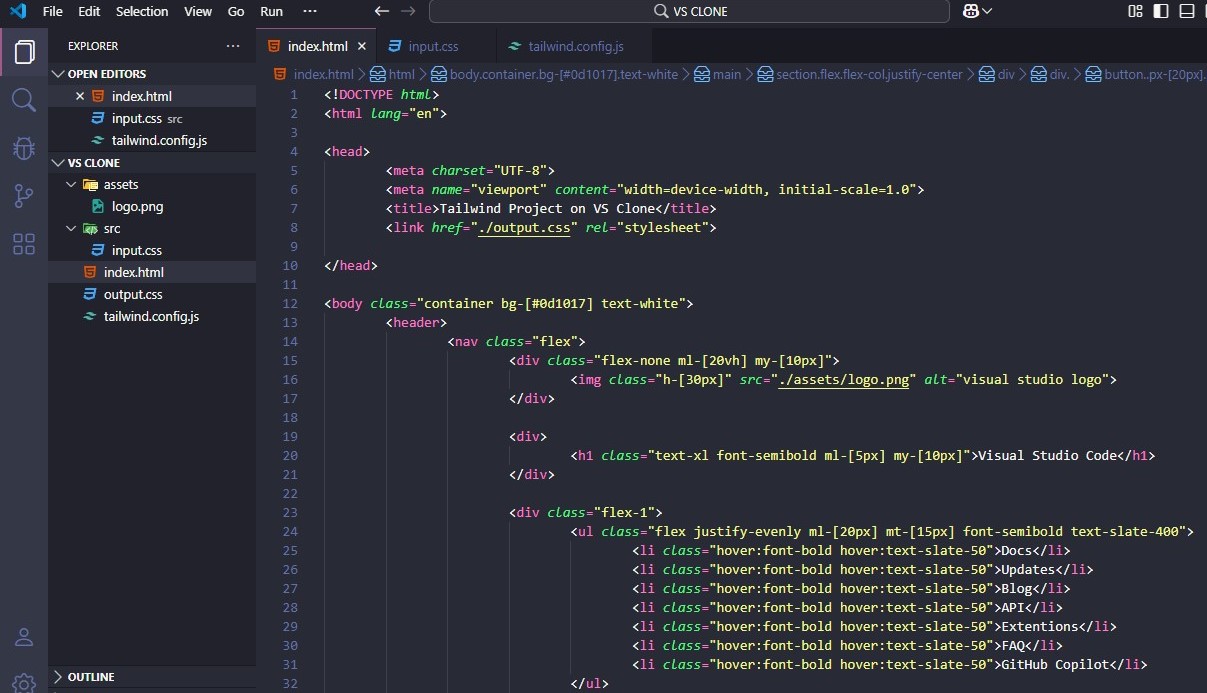 File Edit Selection View Go Run ··· ← → VS CLONE
EXPLORER ···
OPEN EDITORS
× index.html
input.css src
tailwind.config.js
VS CLONE
assets
logo.png
src
input.css
index.html
output.css
tailwind.config.js
OUTLINE
index.html × input.css tailwind.config.js
index.html > html > body.container.bg-[#0d1017].text-white > main > section.flex.flex-col.justify-center > div > div. > button..px-[20px].
1 <!DOCTYPE html>
2 <html lang="en">
3
4 <head>
5 <meta charset="UTF-8">
6 <meta name="viewport" content="width=device-width, initial-scale=1.0">
7 <title>Tailwind Project on VS Clone</title>
8 <link href="./output.css" rel="stylesheet">
9
10 </head>
11
12 <body class="container bg-[#0d1017] text-white">
13 <header>
14 <nav class="flex">
15 <div class="flex-none ml-[20vh] my-[10px]">
16 <img class="h-[30px]" src="./assets/logo.png" alt="visual studio logo">
17 </div>
18
19 <div>
20 <h1 class="text-xl font-semibold ml-[5px] my-[10px]">Visual Studio Code</h1>
21 </div>
22
23 <div class="flex-1">
24 <ul class="flex justify-evenly ml-[20px] mt-[15px] font-semibold text-slate-400">
25 <li class="hover:font-bold hover:text-slate-50">Docs</li>
26 <li class="hover:font-bold hover:text-slate-50">Updates</li>
27 <li class="hover:font-bold hover:text-slate-50">Blog</li>
28 <li class="hover:font-bold hover:text-slate-50">API</li>
29 <li class="hover:font-bold hover:text-slate-50">Extentions</li>
30 <li class="hover:font-bold hover:text-slate-50">FAQ</li>
31 <li class="hover:font-bold hover:text-slate-50">GitHub Copilot</li>
32 </ul>